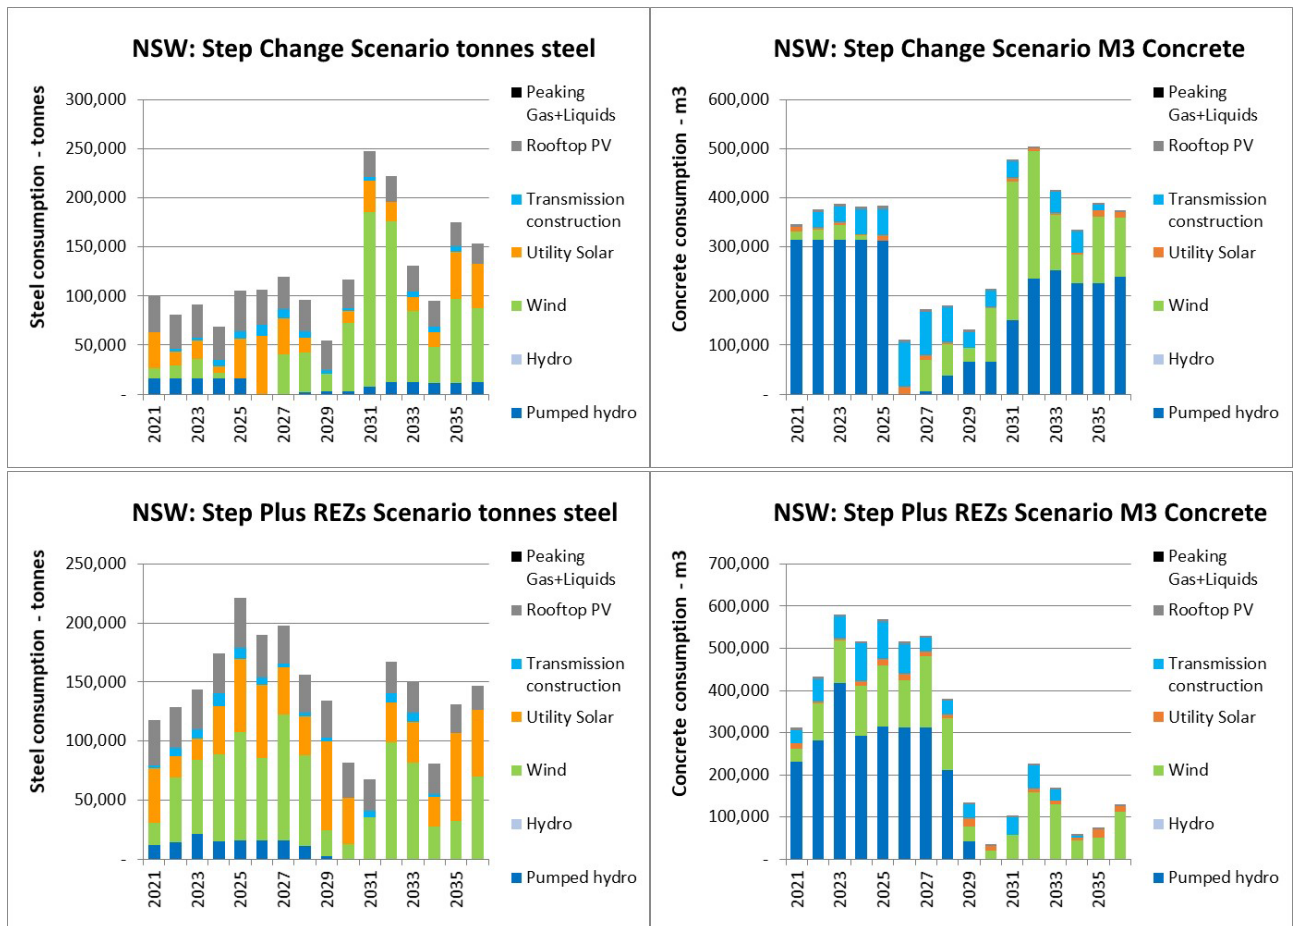 NSW: Step Change Scenario tonnes steel
Steel consumption - tonnes
300,000
250,000
200,000
150,000
100,000
50,000
-
2021
2023
2025
2027
2029
2031
2033
2035
Peaking
Gas+Liquids
Rooftop PV
Transmission
construction
Utility Solar
Wind
Hydro
Pumped hydro
NSW: Step Change Scenario M3 Concrete
Concrete consumption - m3
600,000
500,000
400,000
300,000
200,000
100,000
-
2021
2023
2025
2027
2029
2031
2033
2035
Peaking
Gas+Liquids
Rooftop PV
Transmission
construction
Utility Solar
Wind
Hydro
Pumped hydro
NSW: Step Plus REZs Scenario tonnes steel
Steel consumption - tonnes
250,000
200,000
150,000
100,000
50,000
-
2021
2023
2025
2027
2029
2031
2033
2035
Peaking
Gas+Liquids
Rooftop PV
Transmission
construction
Utility Solar
Wind
Hydro
Pumped hydro
NSW: Step Plus REZs Scenario M3 Concrete
Concrete consumption - m3
700,000
600,000
500,000
400,000
300,000
200,000
100,000
-
2021
2023
2025
2027
2029
2031
2033
2035
Peaking
Gas+Liquids
Rooftop PV
Transmission
construction
Utility Solar
Wind
Hydro
Pumped hydro